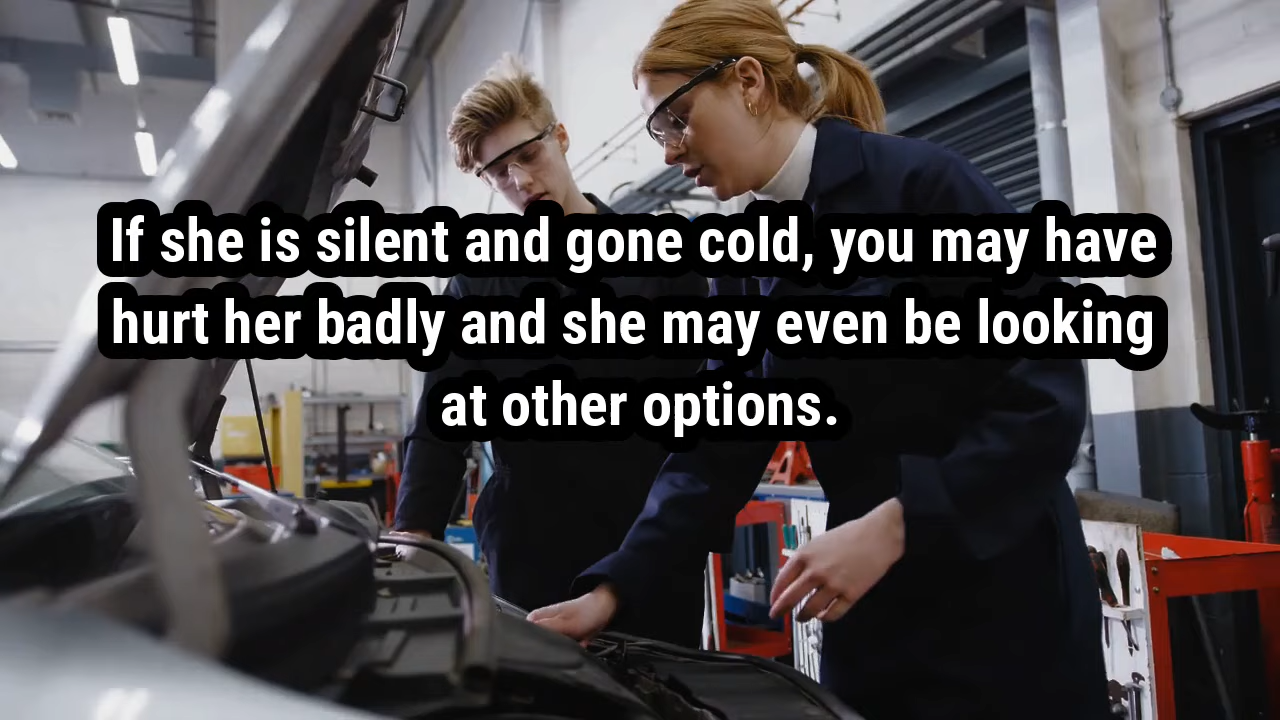 If she is silent and gone cold, you may have
hurt her badly and she may even be looking
at other options.